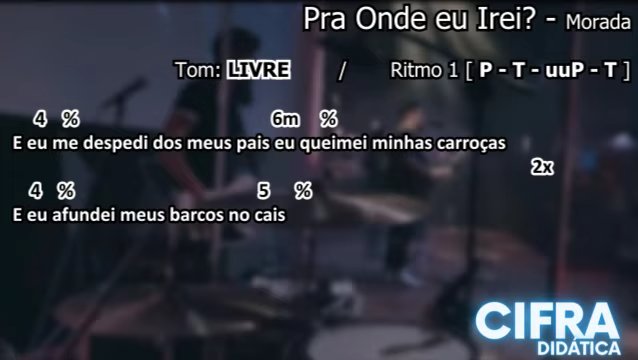 Pra Onde eu Irei? - Morada
Tom: LIVRE / Ritmo 1 [ P - T - uuP - T ]
4 % 6m %
E eu me despedi dos meus pais eu queimei minhas carroças
2x
4 % 5 %
E eu afundei meus barcos no cais
CIFRA
DIDÁTICA